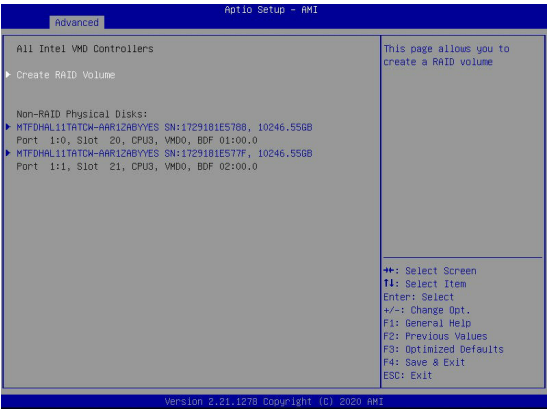 Aptio Setup - AMI
Advanced
All Intel VMD Controllers
This page allows you to
create a RAID volume
Create RAID Volume
Non-RAID Physical Disks:
MTFDHAL11TATCW-AAR1ZABYYES SN:1729181E5788, 10246.55GB
Port 1:0, Slot 20, CPU3, VMD0, BDF 01:00.0
MTFDHAL11TATCW-AAR1ZABYYES SN:1729181E577F, 10246.55GB
Port 1:1, Slot 21, CPU3, VMD0, BDF 02:00.0
→←: Select Screen
↑↓: Select Item
Enter: Select
+/-: Change Opt.
F1: General Help
F2: Previous Values
F3: Optimized Defaults
F4: Save & Exit
ESC: Exit
Version 2.21.1278 Copyright (C) 2020 AMI